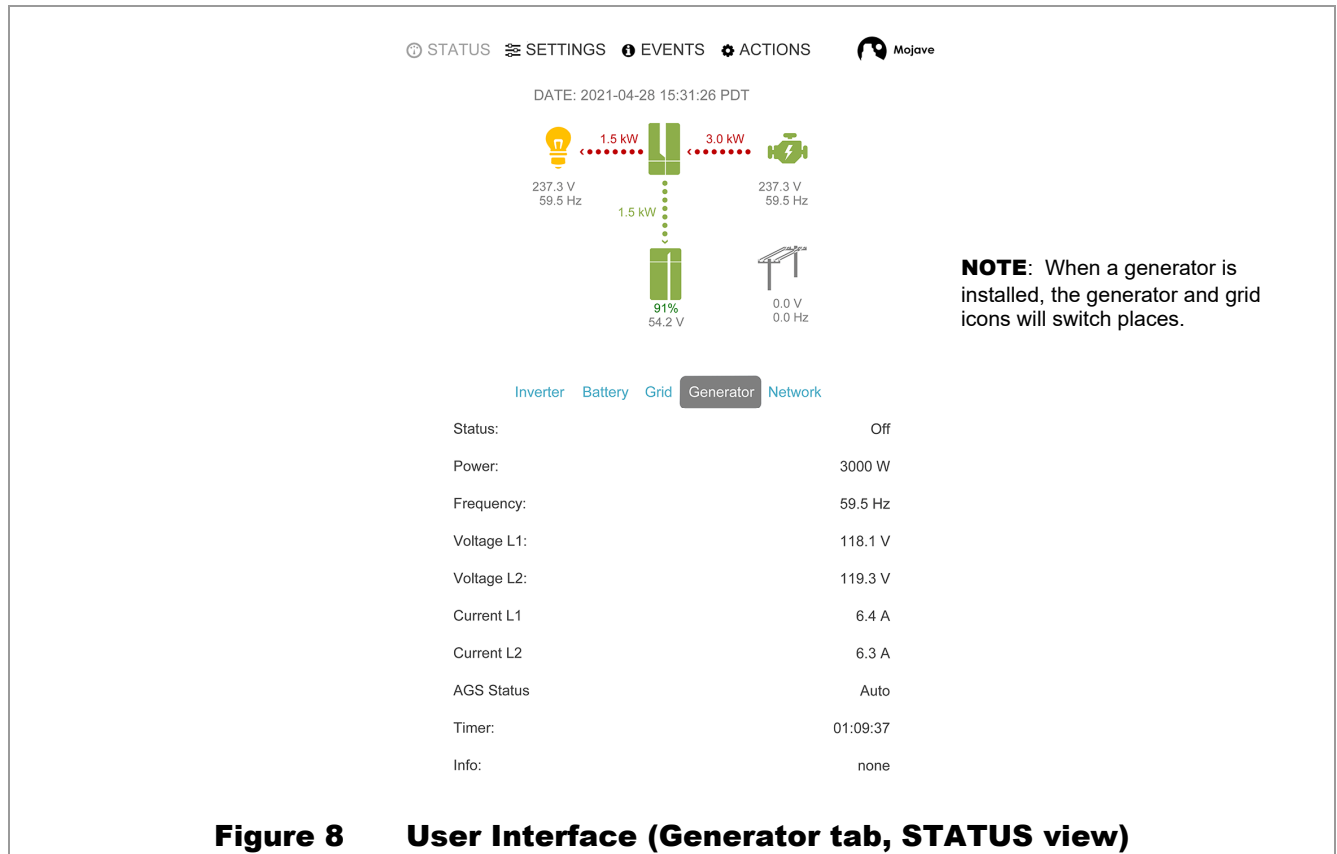 STATUS SETTINGS EVENTS ACTIONS Mojave
DATE: 2021-04-28 15:31:26 PDT
1.5 kW 3.0 kW
237.3 V 237.3 V
59.5 Hz 59.5 Hz
1.5 kW
NOTE: When a generator is
installed, the generator and grid
icons will switch places.
91% 0.0 V
54.2 V 0.0 Hz
Inverter Battery Grid Generator Network
Status: Off
Power: 3000 W
Frequency: 59.5 Hz
Voltage L1: 118.1 V
Voltage L2: 119.3 V
Current L1 6.4 A
Current L2 6.3 A
AGS Status Auto
Timer: 01:09:37
Info: none
Figure 8 User Interface (Generator tab, STATUS view)